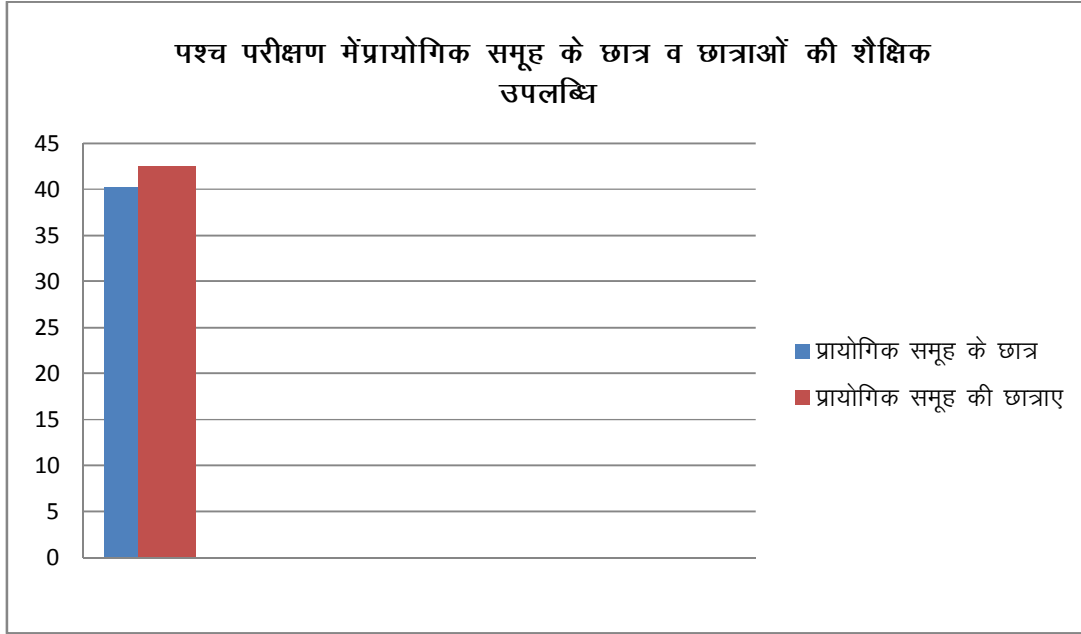 पश्च परीक्षण मेंप्रायोगिक समूह के छात्र व छात्राओं की शैक्षिक
उपलब्धि
45
40
35
30
25
20
15
10
5
0
प्रायोगिक समूह के छात्र
प्रायोगिक समूह की छात्राए